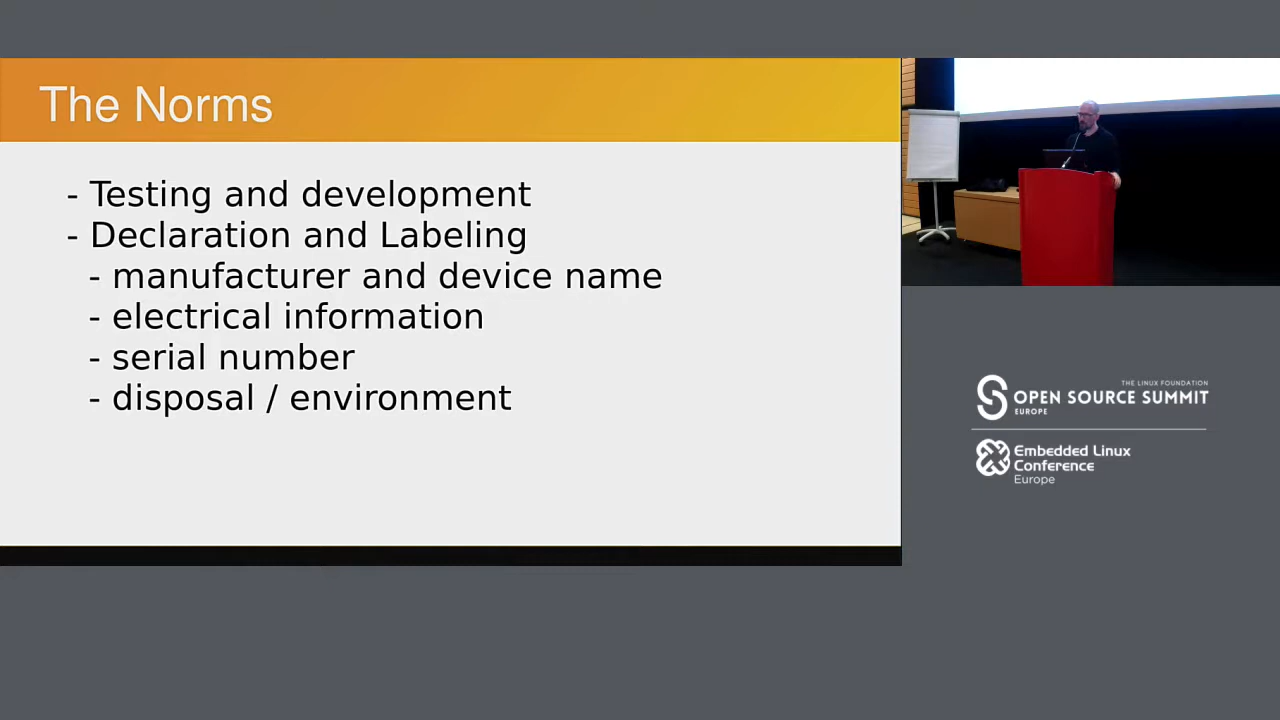 The Norms
- Testing and development
- Declaration and Labeling
- manufacturer and device name
- electrical information
- serial number
- disposal / environment
THE LINUX FOUNDATION
OPEN SOURCE SUMMIT
EUROPE
Embedded Linux
Conference
Europe